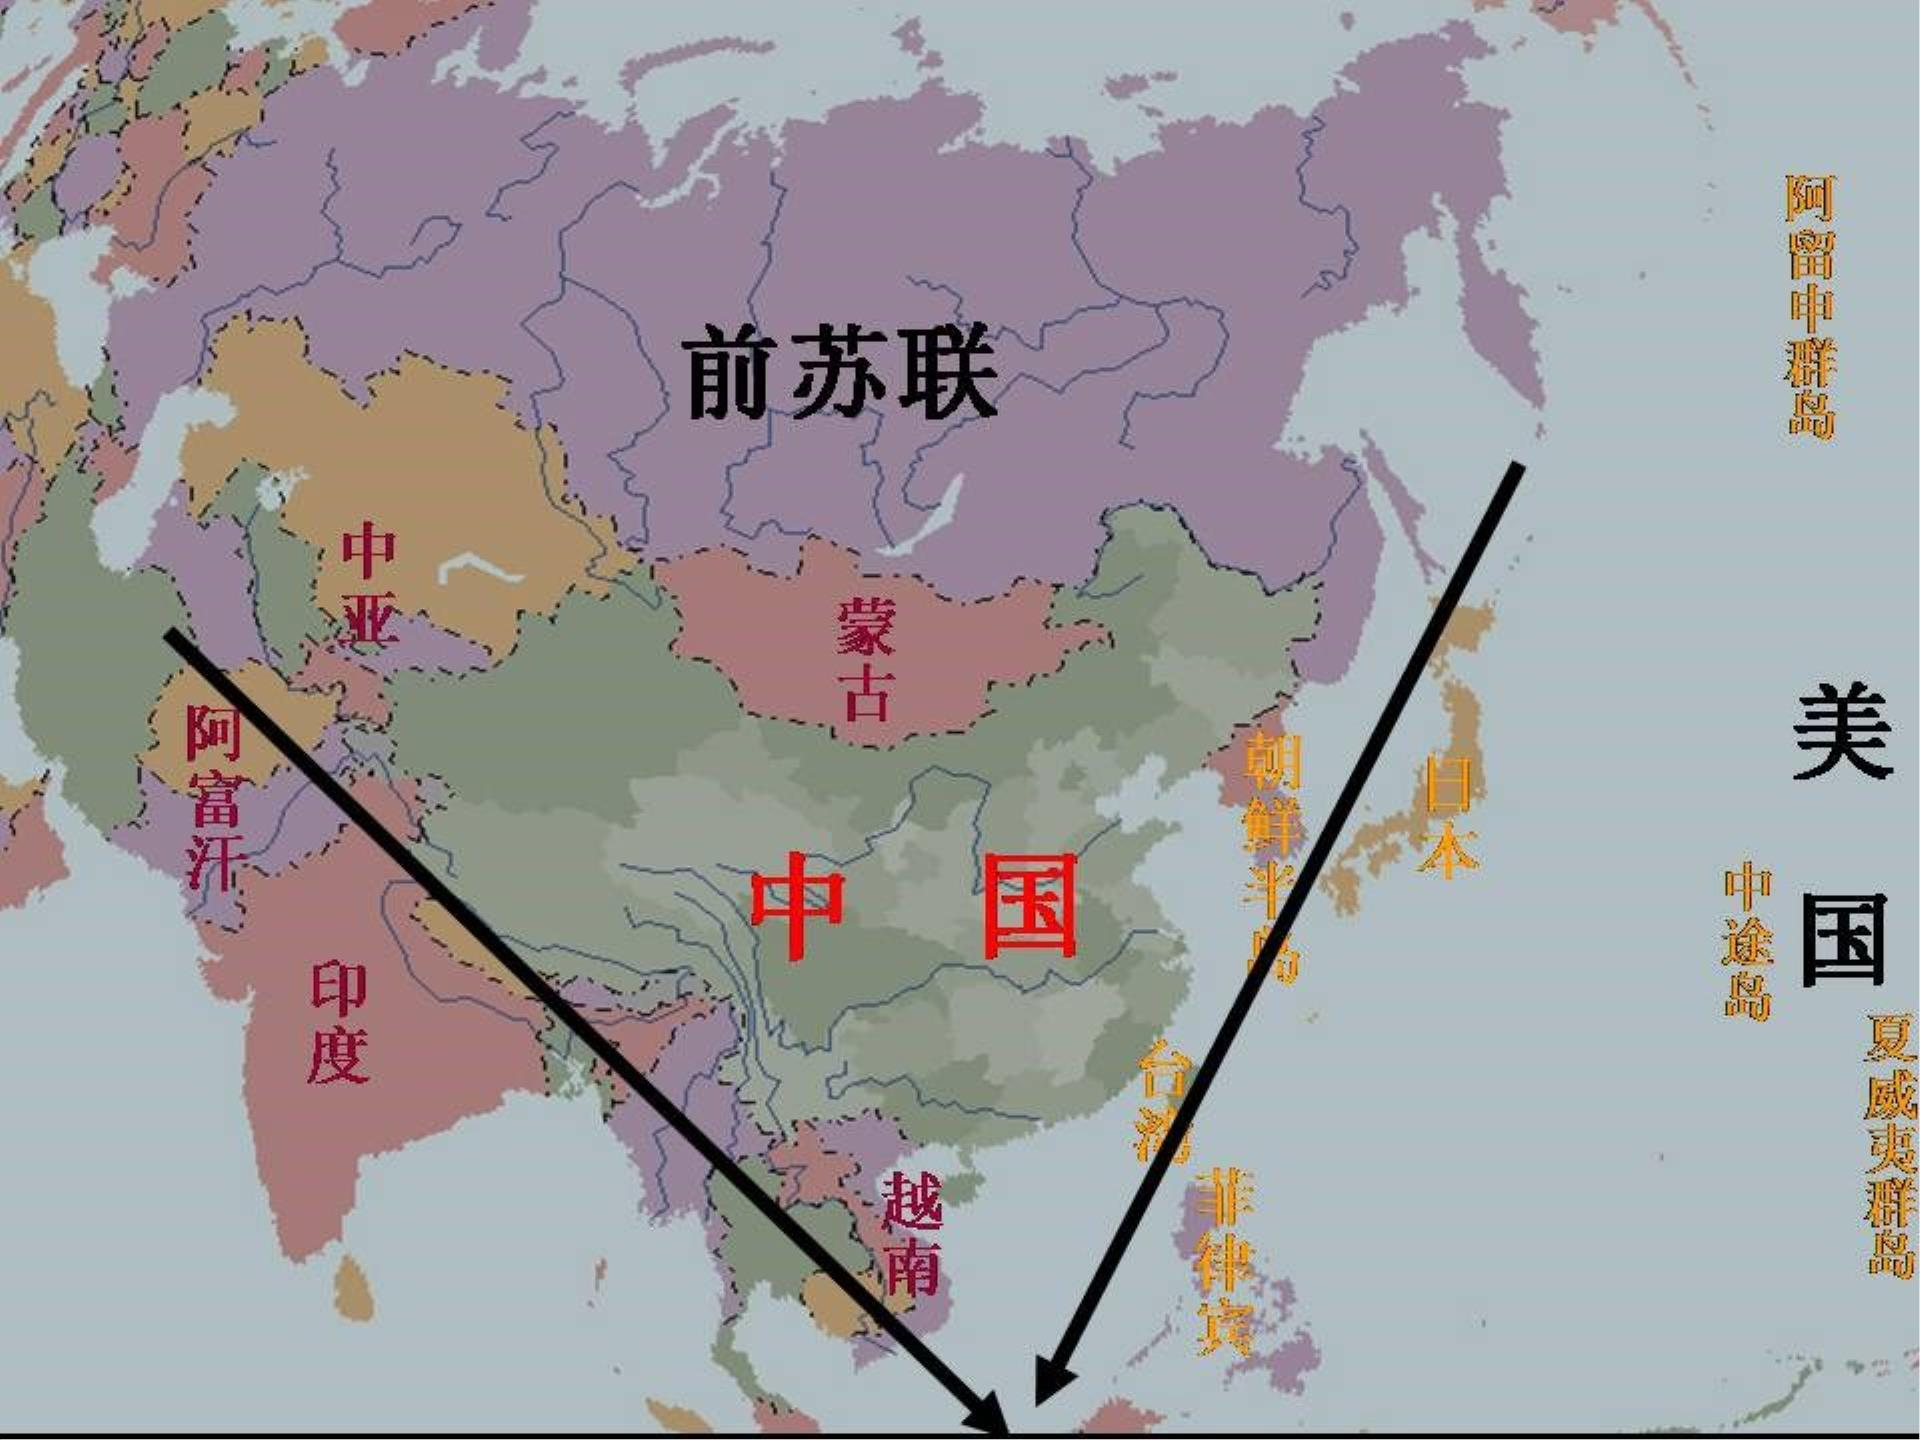 前苏联
阿留申群岛
中亚
蒙古
美国
阿富汗
朝鲜半岛
日本
中国
中途岛
印度
夏威夷群岛
台湾
越南
菲律宾